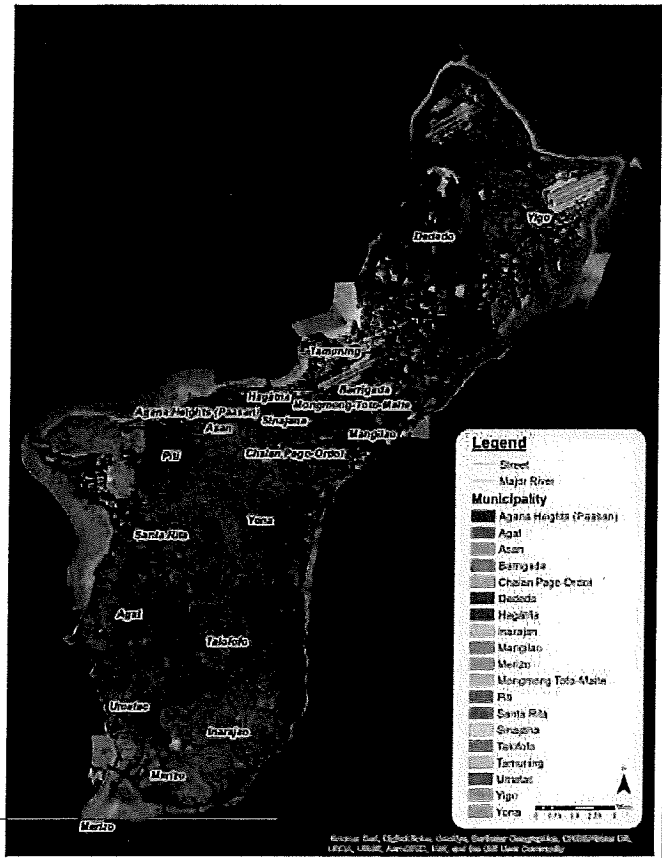 Yigo
Dededo
Tamuning
Hagåtña
Barrigada
Mongmong-Toto-Maite
Agana Heights (Paasan)
Sinajana
Asan
Mangilao
Piti
Chalan Pago-Ordot
Yona
Santa Rita
Agat
Talofofo
Umatac
Inarajan
Merizo
Merizo
Legend
Street
Major River
Municipality
Agana Heights (Paasan)
Agat
Asan
Barrigada
Chalan Pago-Ordot
Dededo
Hagåtña
Inarajan
Mangilao
Merizo
Mongmong Toto-Maite
Piti
Santa Rita
Sinajana
Talofofo
Tamuning
Umatac
Yigo
Yona